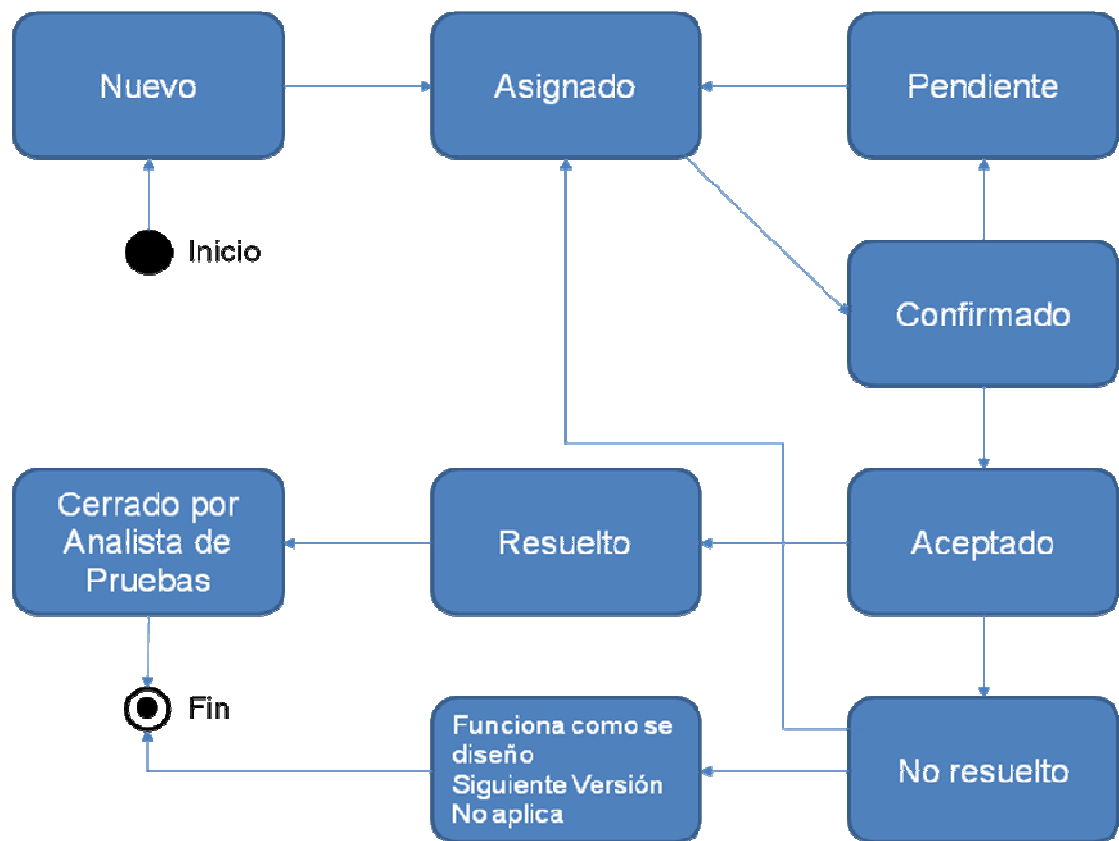 Nuevo
Asignado
Pendiente
Inicio
Confirmado
Cerrado por
Analista de
Pruebas
Resuelto
Aceptado
Fin
Funciona como se
diseño
Siguiente Versión
No aplica
No resuelto